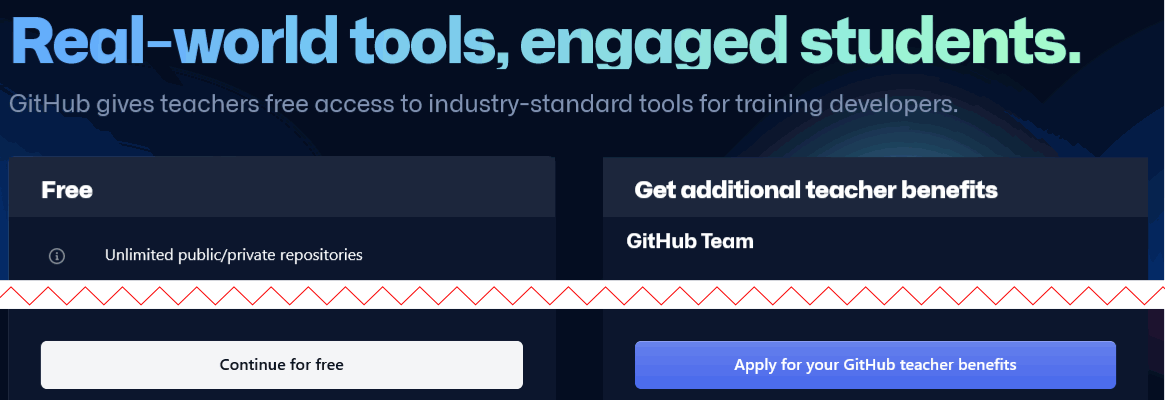 Real-world tools, engaged students.
GitHub gives teachers free access to industry-standard tools for training developers.
Free
Unlimited public/private repositories
Continue for free
Get additional teacher benefits
GitHub Team
Apply for your GitHub teacher benefits